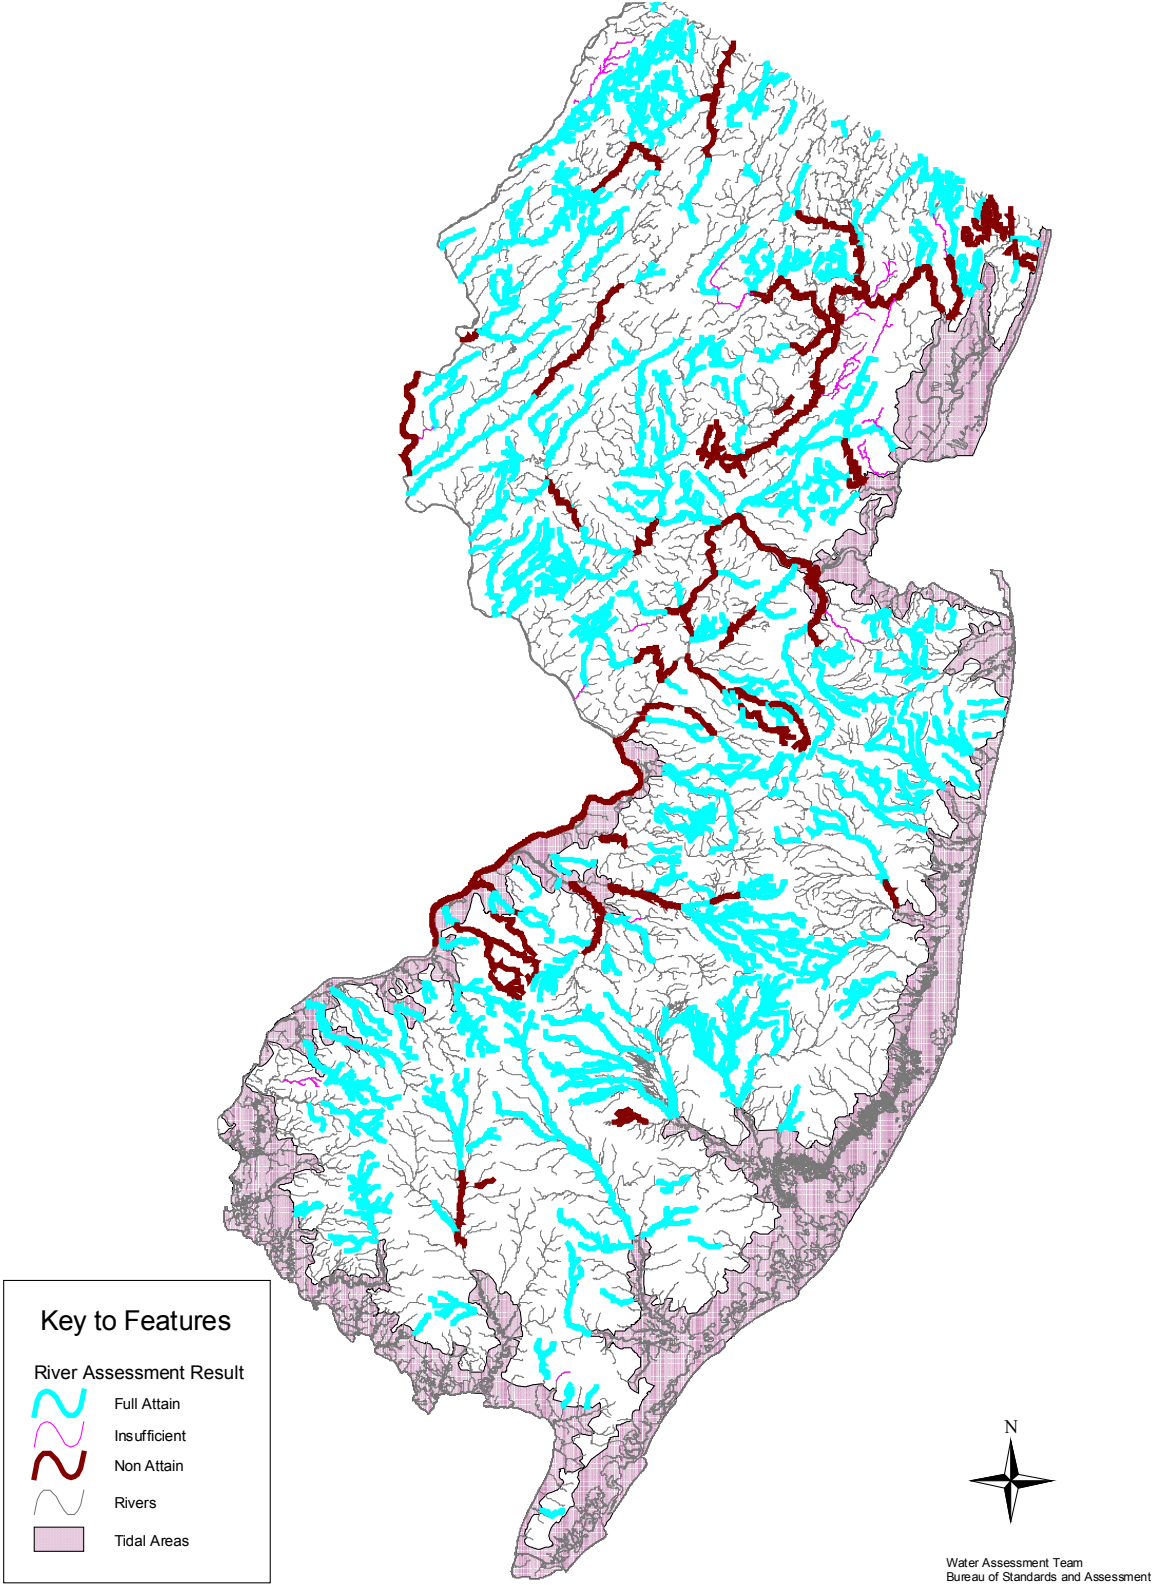 Key to Features
River Assessment Result
Full Attain
Insufficient
Non Attain
Rivers
Tidal Areas
N
Water Assessment Team
Bureau of Standards and Assessment